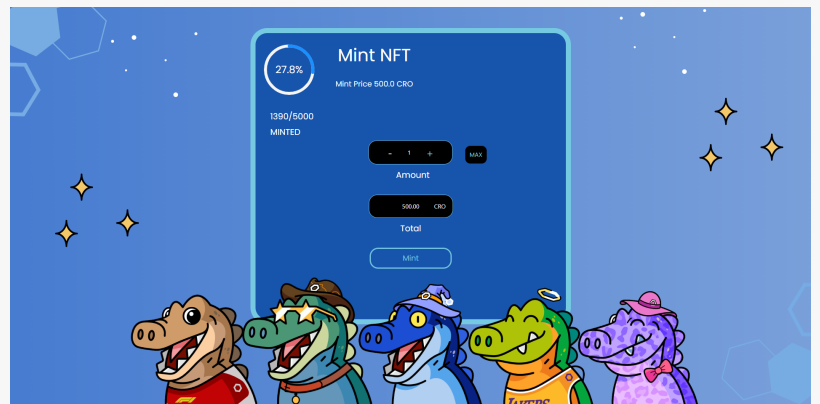 Mint NFT
27.8%
Mint Price 500.0 CRO
1390/5000
MINTED
- 1 + MAX
Amount
500.00 CRO
Total
Mint
LAKERS